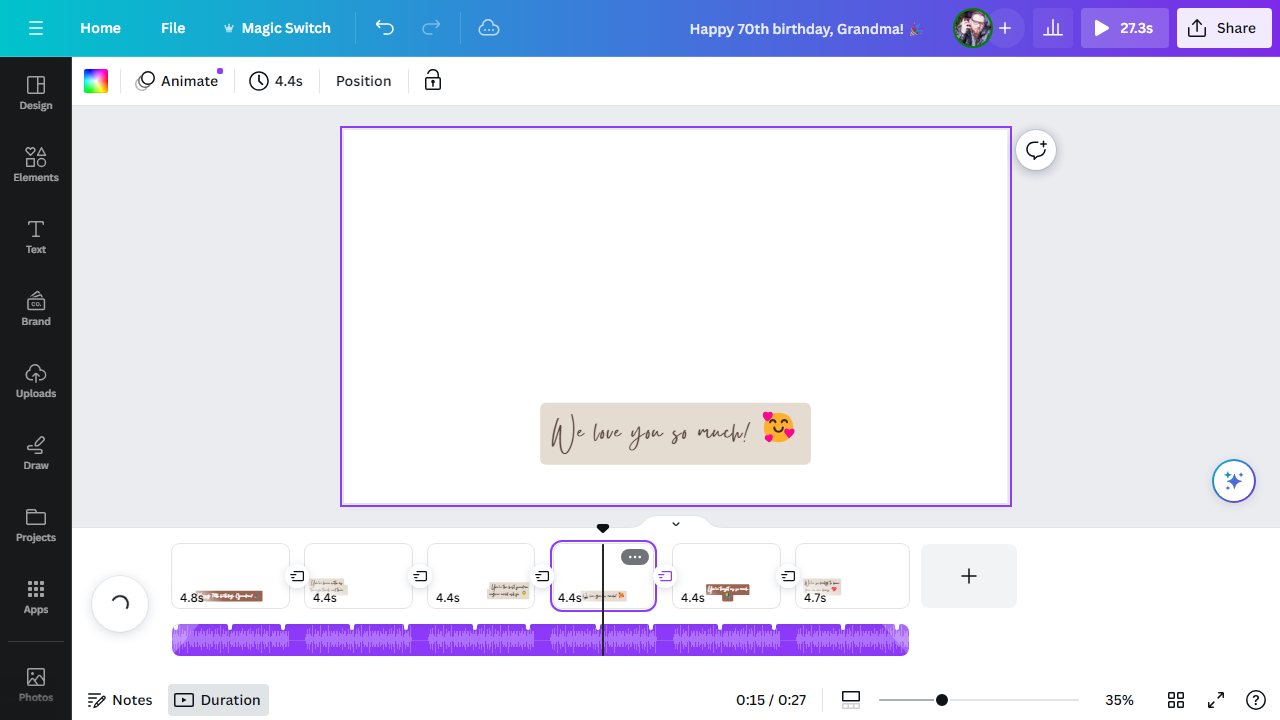 Home
File
Magic Switch
Happy 70th birthday, Grandma! 🎉
27.3s
Share
Design
Elements
Text
CO.
Brand
Uploads
Draw
Projects
Apps
Photos
Animate
4.4s
Position
We love you so much! 🥰
4.8s
4.4s
4.4s
4.4s
4.4s
4.7s
Notes
Duration
0:15 / 0:27
35%